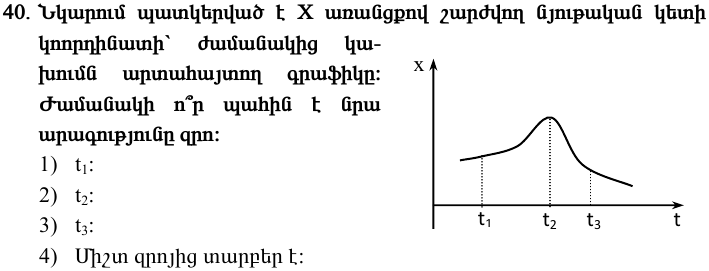 40. Նկարում պատկերված է X առանցքով շարժվող նյութական կետի
կոորդինատի՝ ժամանակից կա-
խումն արտահայտող գրաֆիկը:
Ժամանակի ո՞ր պահին է նրա
արագությունը զրո:
1) t₁:
2) t₂:
3) t₃:
4) Միշտ զրոյից տարբեր է:
x
t₁ t₂ t₃ t